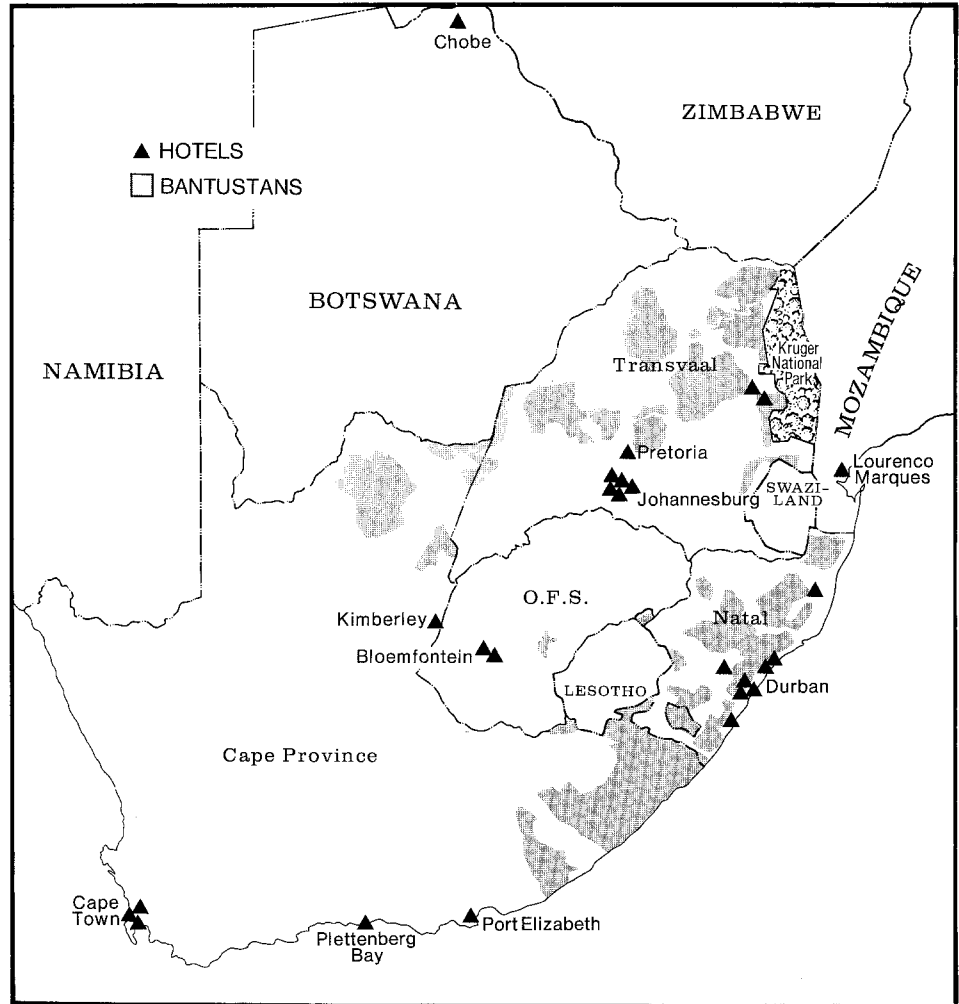 Chobe
ZIMBABWE
HOTELS
BANTUSTANS
BOTSWANA
NAMIBIA
MOZAMBIQUE
Transvaal
Kruger
National
Park
Pretoria
Johannesburg
SWAZI-
LAND
Lourenco
Marques
O.F.S.
Natal
Kimberley
Bloemfontein
LESOTHO
Durban
Cape Province
Cape
Town
Plettenberg
Bay
Port Elizabeth